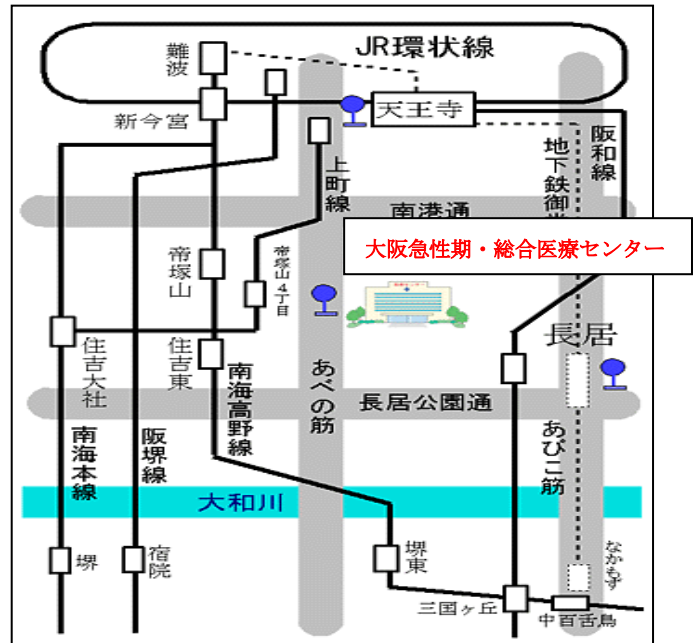 JR環状線
難波
新今宮
天王寺
上町線
地下鉄御
阪和線
南港通
大阪急性期・総合医療センター
帝塚山
帝塚山4丁目
住吉大社
住吉東
長居
あべの筋
長居公園通
南海高野線
南海本線
阪堺線
あびこ筋
大和川
堺
宿院
堺東
なかもず
三国ヶ丘
中百舌鳥